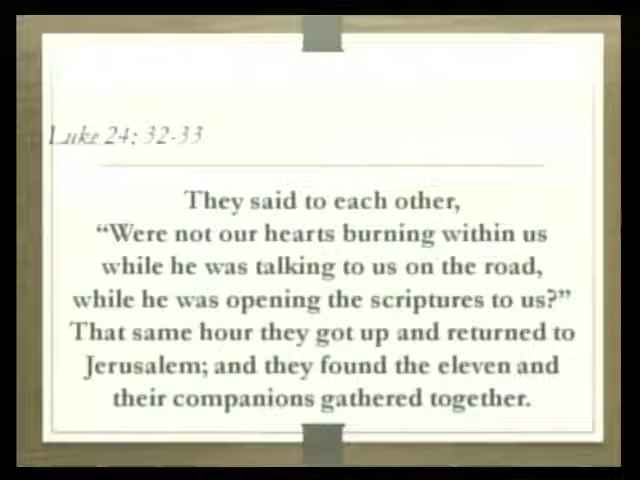 Luke 24: 32-33
They said to each other,
“Were not our hearts burning within us
while he was talking to us on the road,
while he was opening the scriptures to us?”
That same hour they got up and returned to
Jerusalem; and they found the eleven and
their companions gathered together.